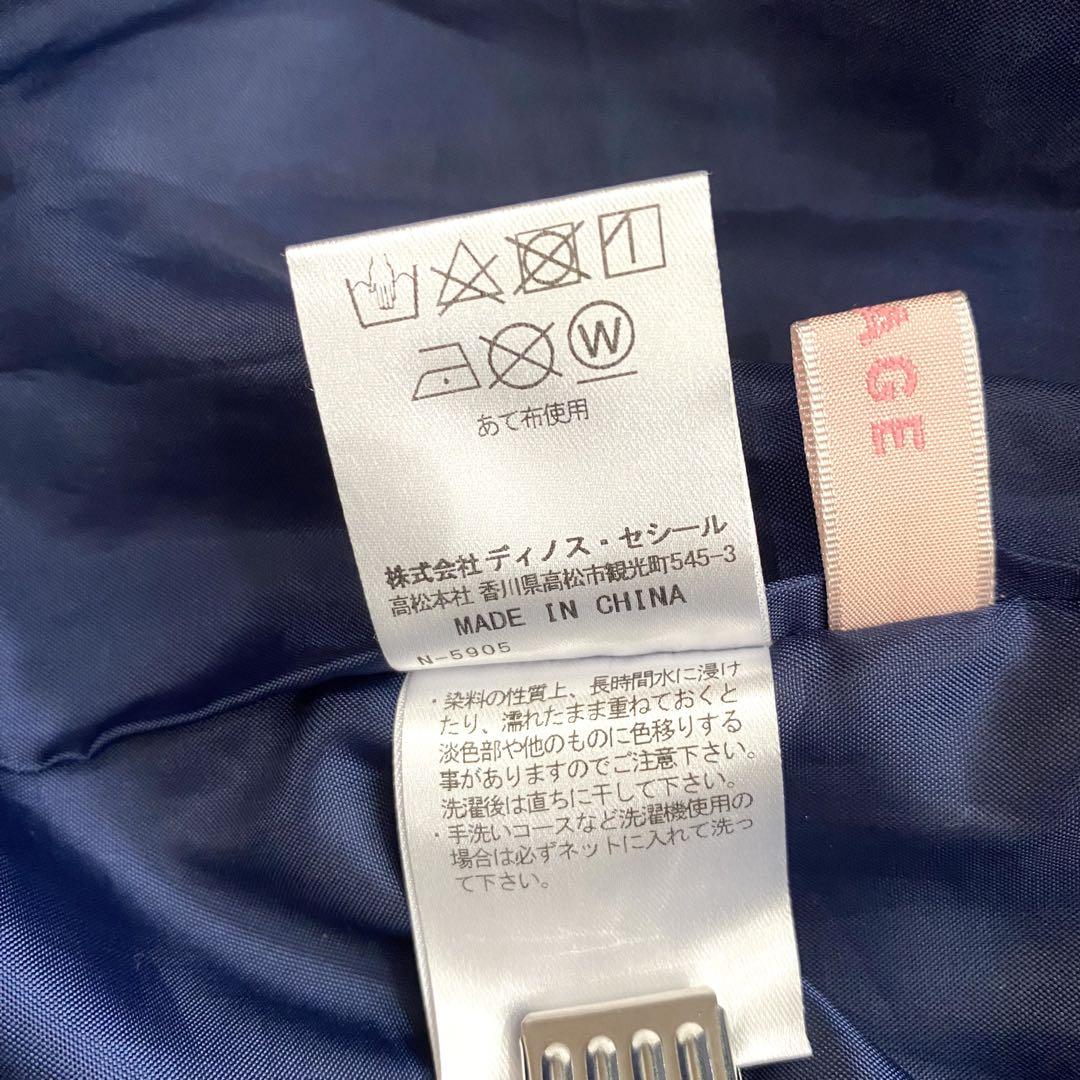 W
あて布使用
株式会社 ディノス・セシール
高松本社 香川県高松市観光町545-3
MADE IN CHINA
N-5905
・染料の性質上、長時間水に浸け
たり、濡れたまま重ねておくと
淡色部や他のものに色移りする
事がありますのでご注意下さい。
洗濯後は直ちに干して下さい。
・手洗いコースなど洗濯機使用の
場合は必ずネットに入れて洗っ
て下さい。
AGE